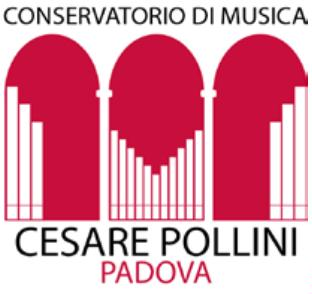 CONSERVATORIO DI MUSICA
CESARE POLLINI
PADOVA